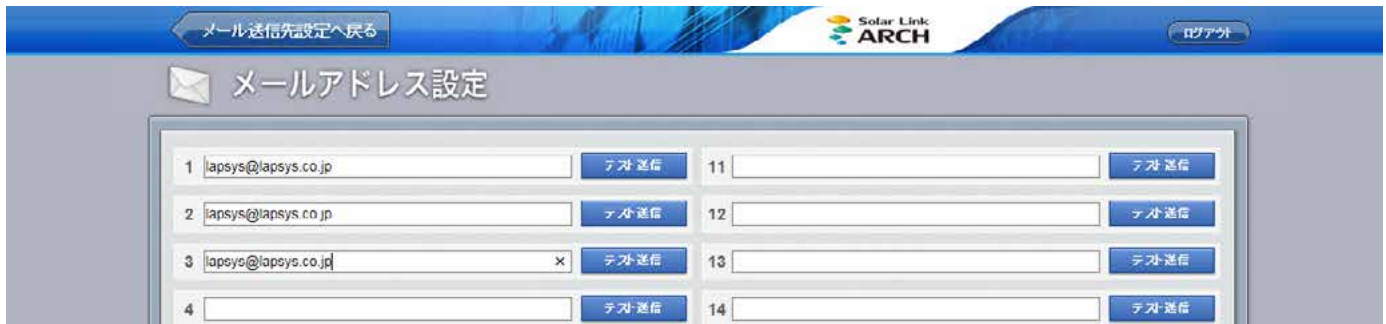 メール送信先設定へ戻る
Solar Link
ARCH
ログアウト
メールアドレス設定
1 lapsys@lapsys.co.jp テスト送信 11 テスト送信
2 lapsys@lapsys.co.jp テスト送信 12 テスト送信
3 lapsys@lapsys.co.jp × テスト送信 13 テスト送信
4 テスト送信 14 テスト送信